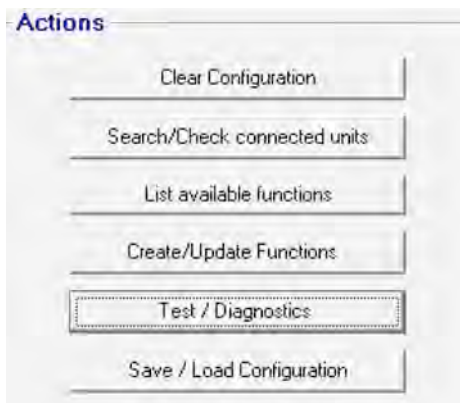 Actions
Clear Configuration
Search/Check connected units
List available functions
Create/Update Functions
Test / Diagnostics
Save / Load Configuration